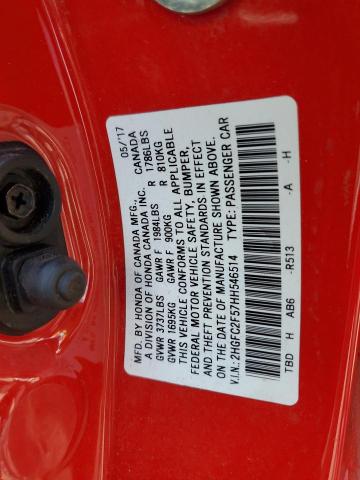 MFD. BY HONDA OF CANADA MFG., 05/'17
A DIVISION OF HONDA CANADA INC. CANADA
GVWR 3737LBS GAWR F 1984LBS R 1786LBS
GVWR 1695KG GAWR F 900KG R 810KG
THIS VEHICLE CONFORMS TO ALL APPLICABLE
FEDERAL MOTOR VEHICLE SAFETY, BUMPER,
AND THEFT PREVENTION STANDARDS IN EFFECT
ON THE DATE OF MANUFACTURE SHOWN ABOVE.
V.I.N.: 2HGFC2F57HH546514 TYPE: PASSENGER CAR
TBD H AB6 -R513 -A -H